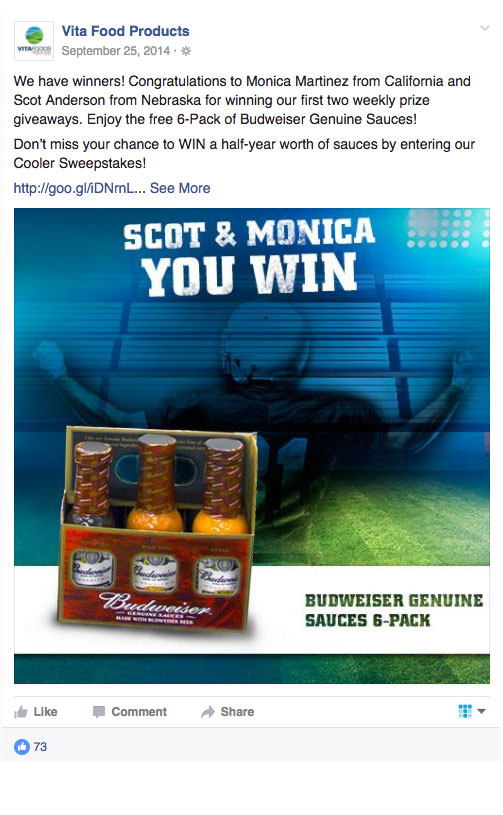 Vita Food Products
September 25, 2014
VITAFOODS
We have winners! Congratulations to Monica Martinez from California and
Scot Anderson from Nebraska for winning our first two weekly prize
giveaways. Enjoy the free 6-Pack of Budweiser Genuine Sauces!
Don't miss your chance to WIN a half-year worth of sauces by entering our
Cooler Sweepstakes!
http://goo.gl/iDNrnL... See More
SCOT & MONICA
YOU WIN
Budweiser
Budweiser
Budweiser
Budweiser
GENUINE SAUCES
MADE WITH BUDWEISER BEER
BUDWEISER GENUINE
SAUCES 6-PACK
Like Comment Share
73